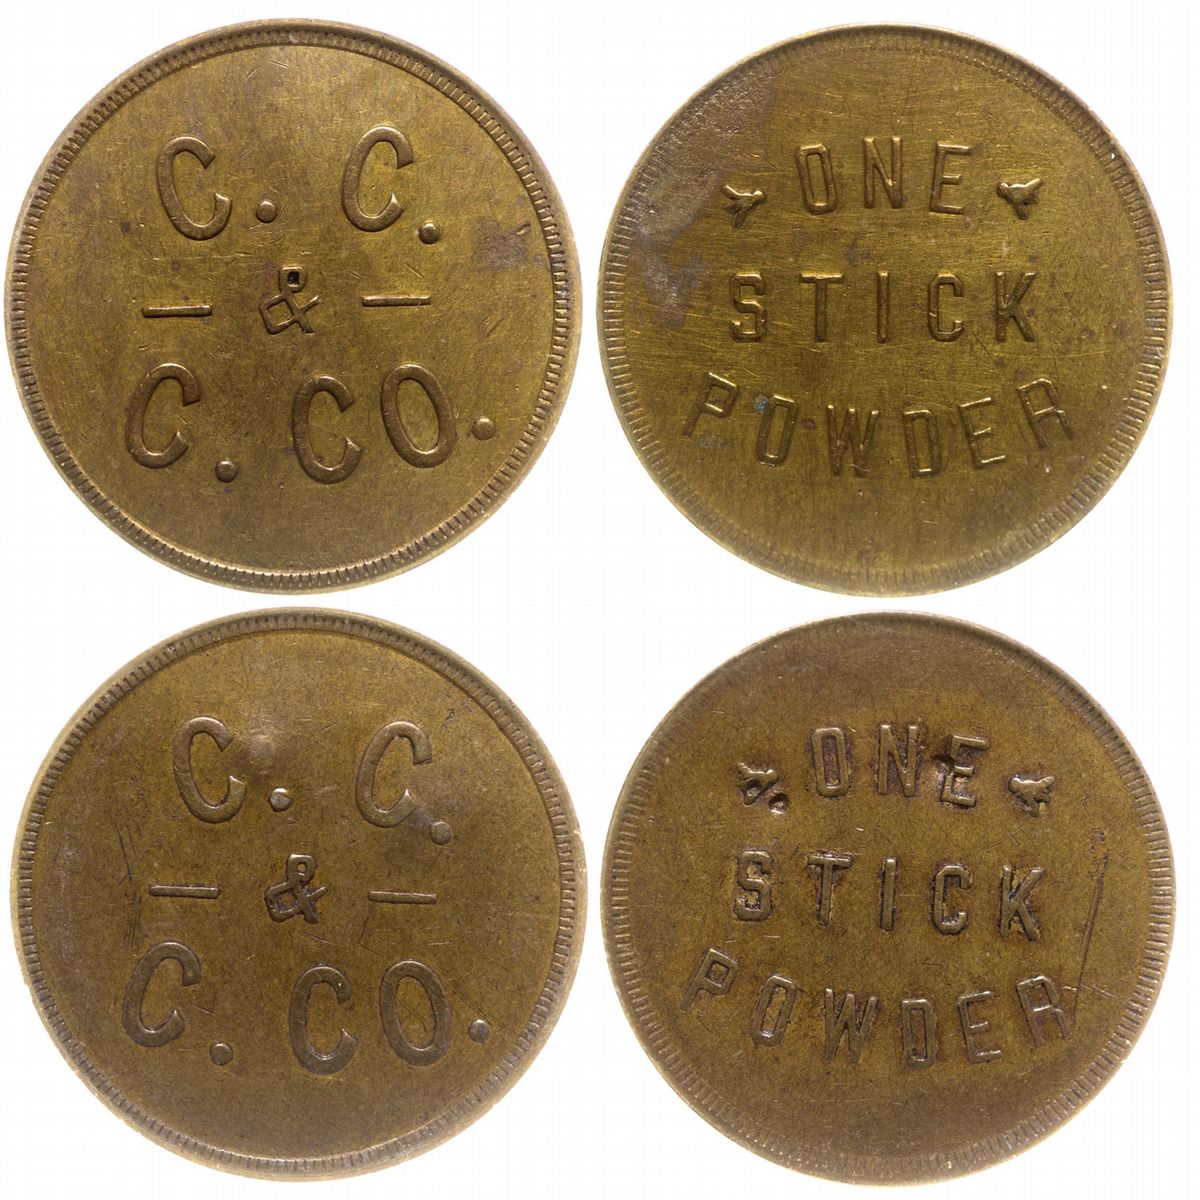 C. C.
— & —
C. CO.
ONE
STICK
POWDER
C. C.
— & —
C. CO.
ONE
STICK
POWDER